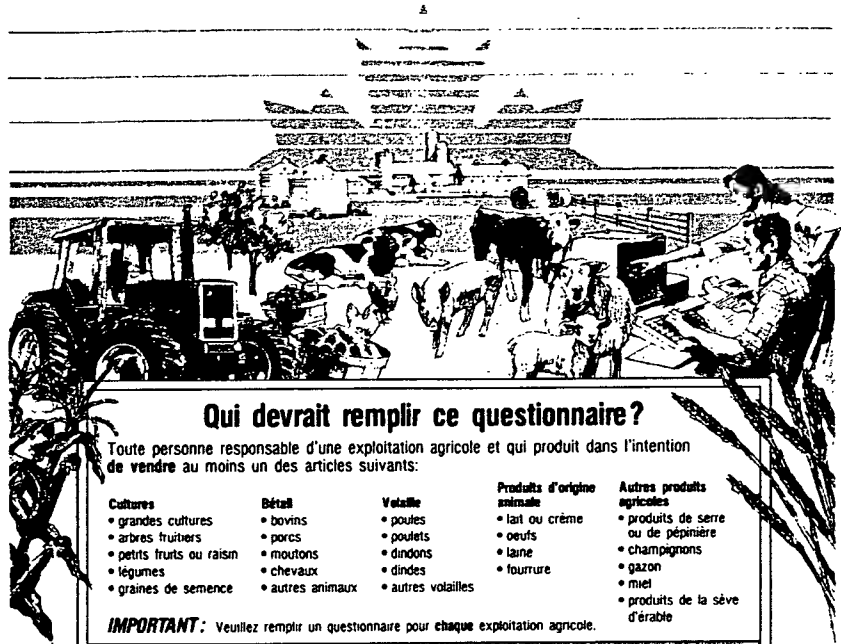 Qui devrait remplir ce questionnaire?
Toute personne responsable d'une exploitation agricole et qui produit dans l'intention
de vendre au moins un des articles suivants:
Cultures
• grandes cultures
• arbres fruitiers
• petits fruits ou raisin
• légumes
• graines de semence
Bétail
• bovins
• porcs
• moutons
• chevaux
• autres animaux
Volaille
• poules
• poulets
• dindons
• dindes
• autres volailles
Produits d'origine
animale
• lait ou crème
• oeufs
• laine
• fourrure
Autres produits
agricoles
• produits de serre
ou de pépinière
• champignons
• gazon
• miel
• produits de la sève
d'érable
IMPORTANT: Veuillez remplir un questionnaire pour chaque exploitation agricole.